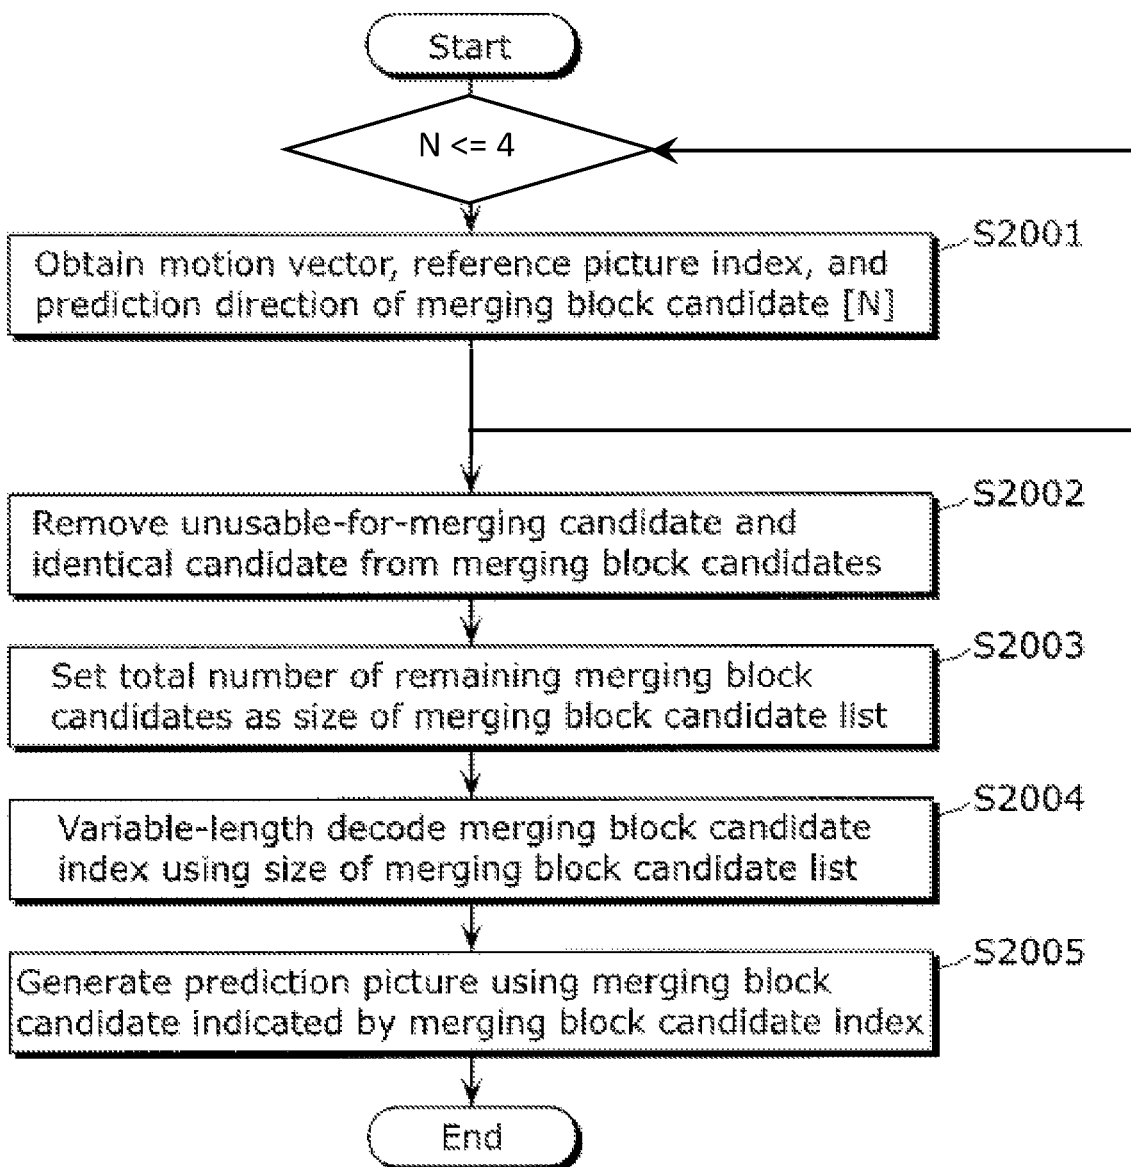 Start
N <= 4
S2001
Obtain motion vector, reference picture index, and
prediction direction of merging block candidate [N]
S2002
Remove unusable-for-merging candidate and
identical candidate from merging block candidates
S2003
Set total number of remaining merging block
candidates as size of merging block candidate list
S2004
Variable-length decode merging block candidate
index using size of merging block candidate list
S2005
Generate prediction picture using merging block
candidate indicated by merging block candidate index
End